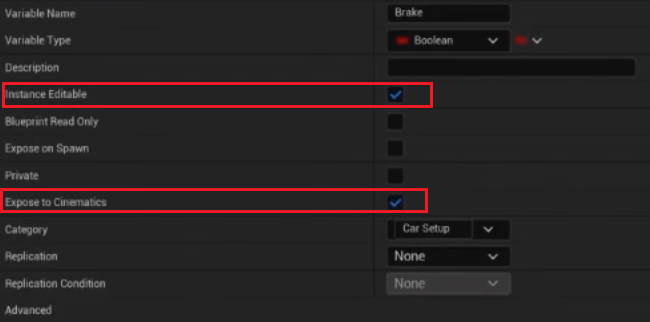 Variable Name Brake
Variable Type Boolean
Description
Instance Editable
Blueprint Read Only
Expose on Spawn
Private
Expose to Cinematics
Category Car Setup
Replication None
Replication Condition None
Advanced